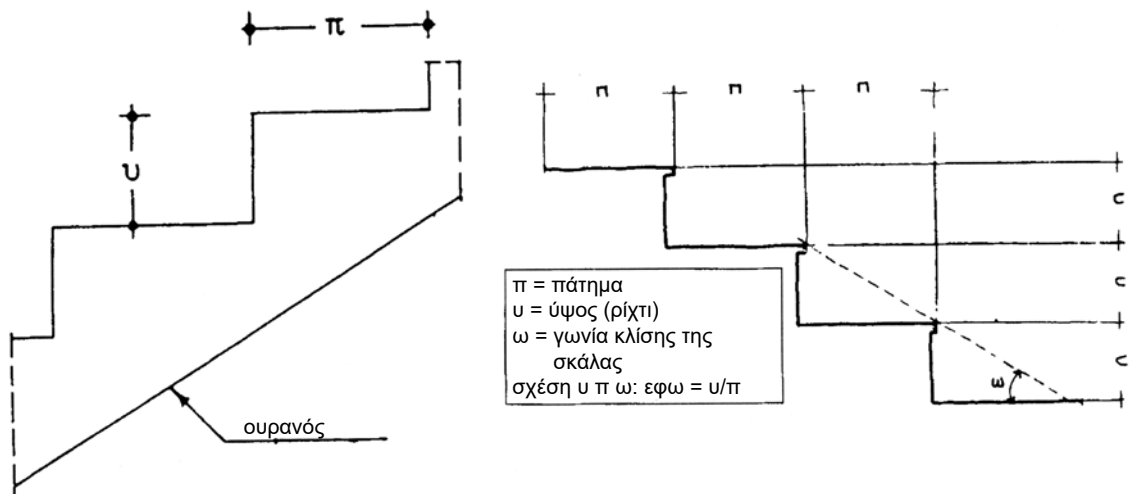 π
υ
ουρανός
π π π
υ
υ
υ
ω
π = πάτημα
υ = ύψος (ρίχτι)
ω = γωνία κλίσης της
σκάλας
σχέση υ π ω: εφω = υ/π